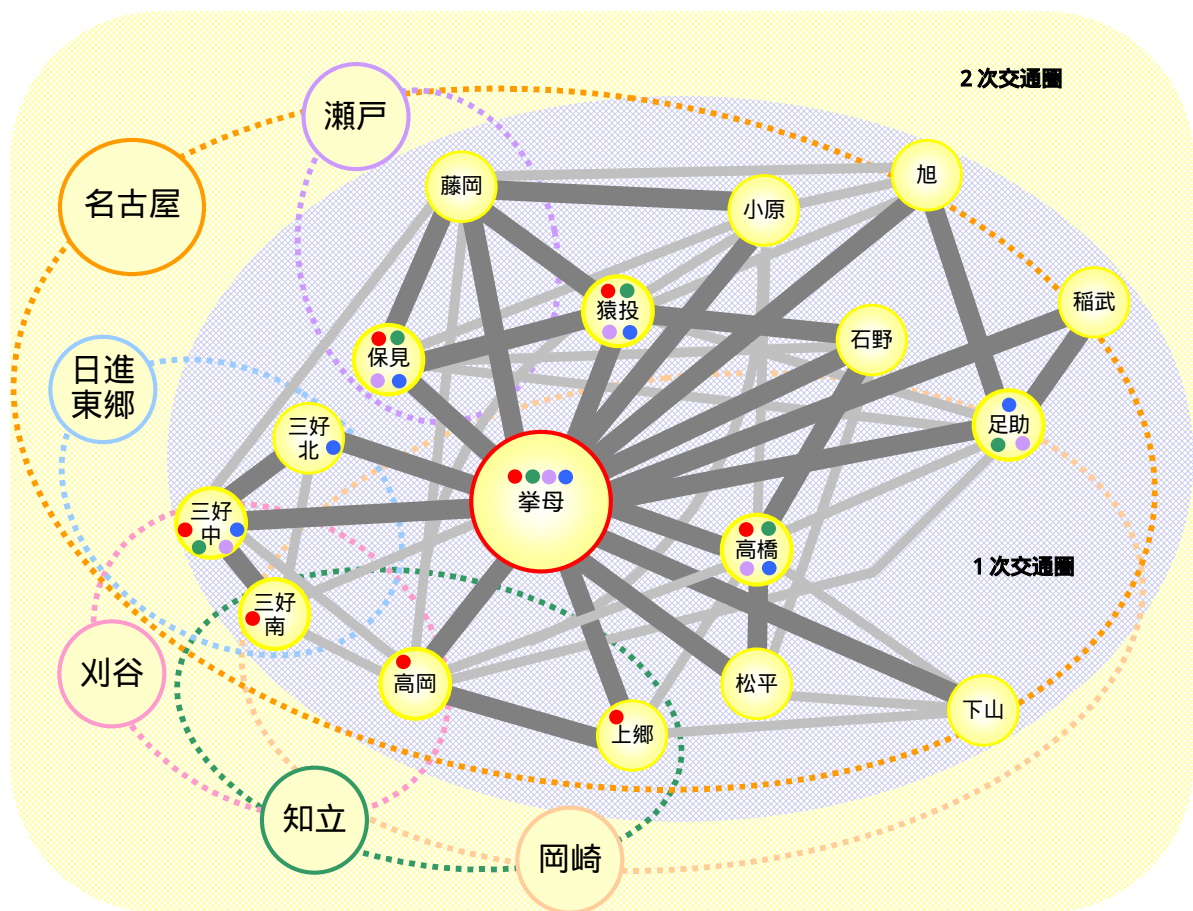 2次交通圏
瀬戸
名古屋
藤岡
旭
小原
稲武
猿投
石野
保見
日進
東郷
三好
北
足助
挙母
三好
中
高橋
1次交通圏
三好
南
刈谷
高岡
松平
下山
上郷
知立
岡崎